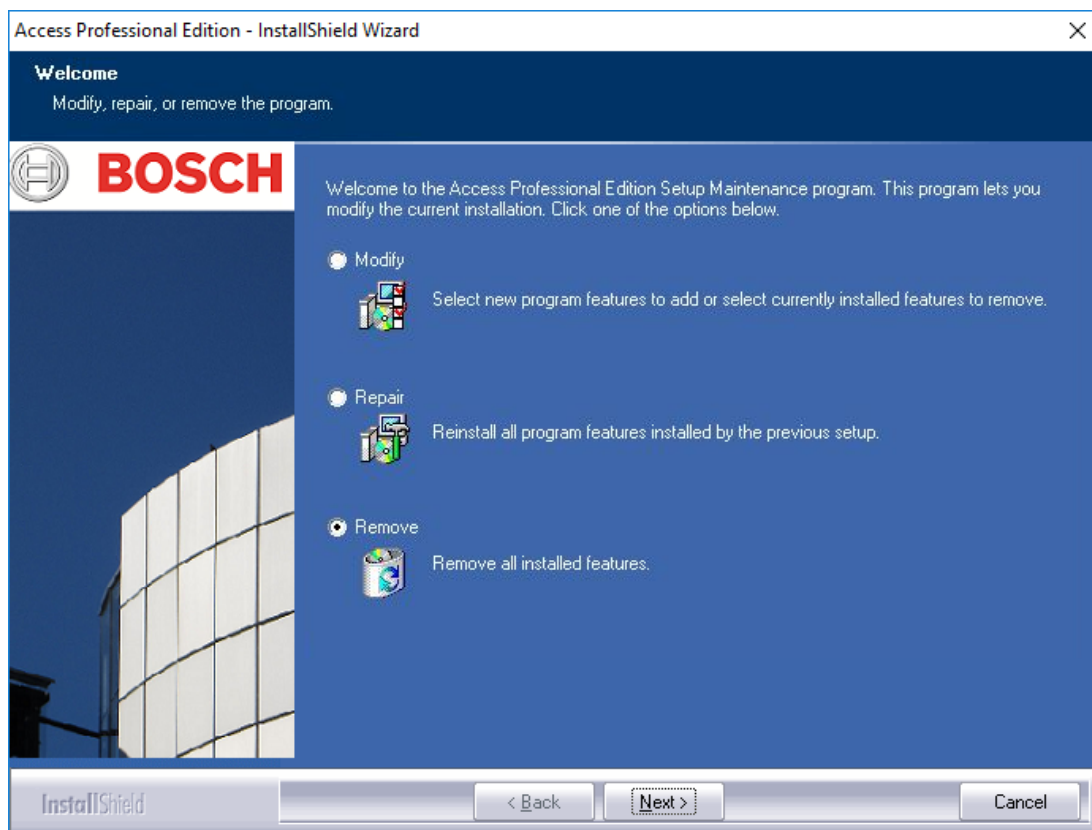 Access Professional Edition - InstallShield Wizard
Welcome
Modify, repair, or remove the program.
BOSCH
Welcome to the Access Professional Edition Setup Maintenance program. This program lets you
modify the current installation. Click one of the options below.
Modify
Select new program features to add or select currently installed features to remove.
Repair
Reinstall all program features installed by the previous setup.
Remove
Remove all installed features.
InstallShield
< Back
Next >
Cancel